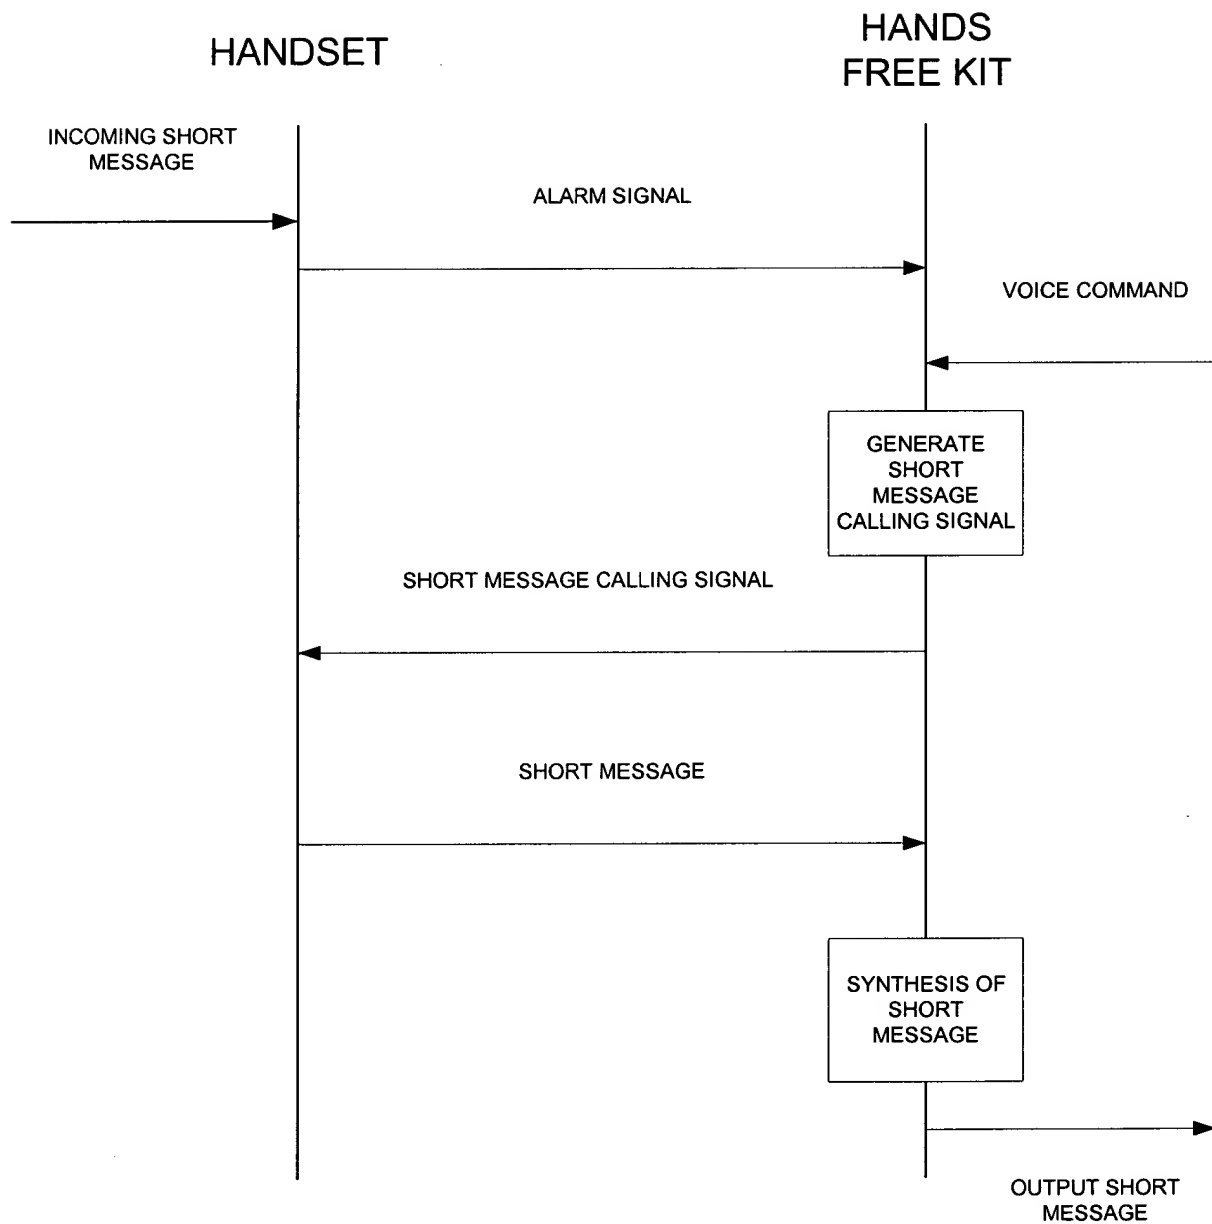 HANDSET
HANDS
FREE KIT
INCOMING SHORT
MESSAGE
ALARM SIGNAL
VOICE COMMAND
GENERATE
SHORT
MESSAGE
CALLING SIGNAL
SHORT MESSAGE CALLING SIGNAL
SHORT MESSAGE
SYNTHESIS OF
SHORT
MESSAGE
OUTPUT SHORT
MESSAGE